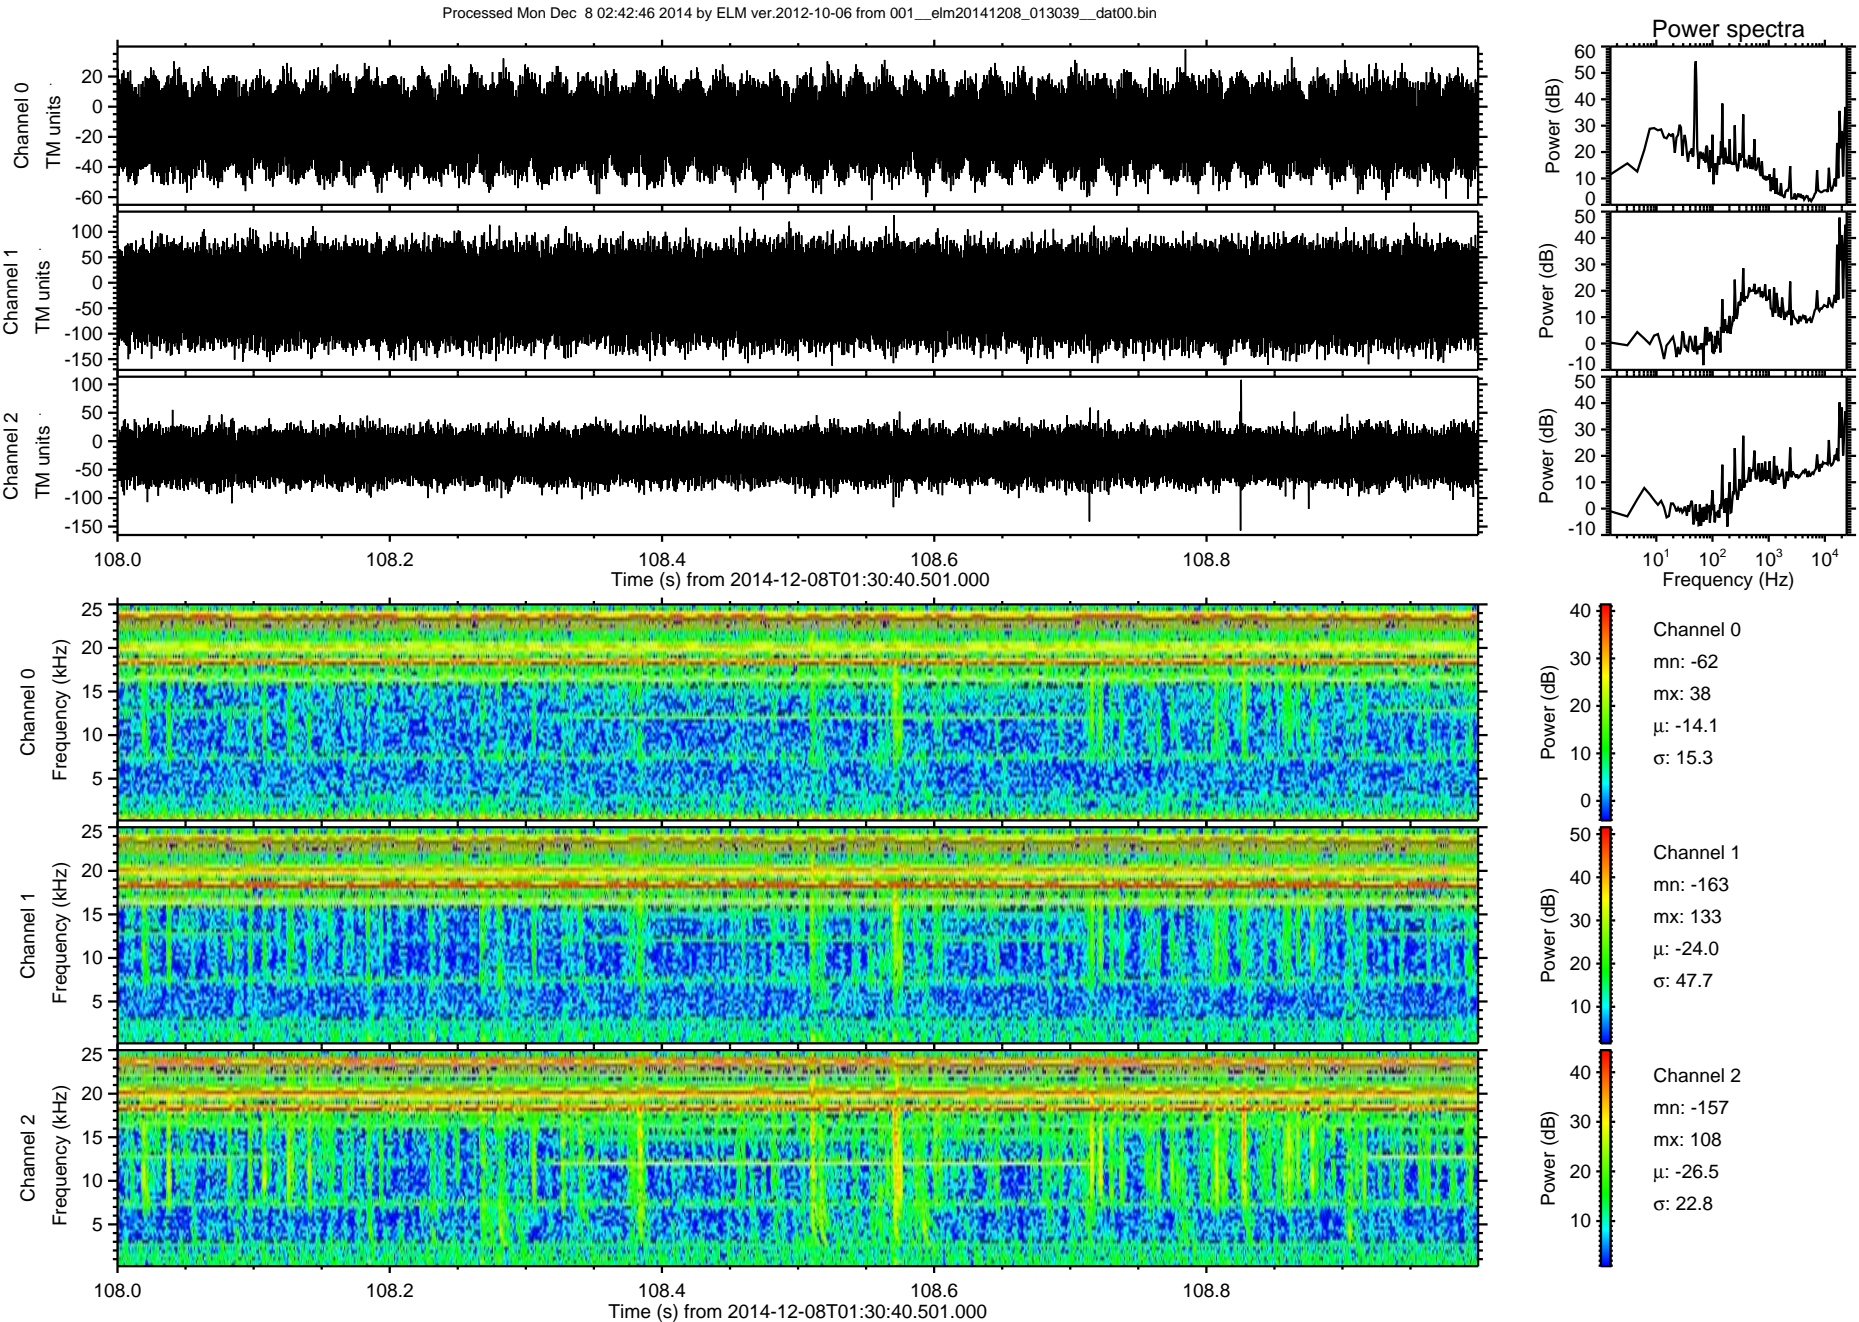 Processed Mon Dec 8 02:42:46 2014 by ELM ver.2012-10-06 from 001__elm20141208_013039__dat00.bin
Power spectra
Channel 0
TM units
20
0
-20
-40
-60
Power (dB)
60
50
40
30
20
10
0
Channel 1
TM units
100
50
0
-50
-100
-150
Power (dB)
50
40
30
20
10
0
-10
Channel 2
TM units
100
50
0
-50
-100
-150
Power (dB)
50
40
30
20
10
0
-10
108.0 108.2 108.4 108.6 108.8
Time (s) from 2014-12-08T01:30:40.501.000
10¹ 10² 10³ 10⁴
Frequency (Hz)
Channel 0
Frequency (kHz)
25
20
15
10
5
Power (dB)
40
30
20
10
0
Channel 0
mn: -62
mx: 38
μ: -14.1
σ: 15.3
Channel 1
Frequency (kHz)
25
20
15
10
5
Power (dB)
50
40
30
20
10
Channel 1
mn: -163
mx: 133
μ: -24.0
σ: 47.7
Channel 2
Frequency (kHz)
25
20
15
10
5
Power (dB)
40
30
20
10
Channel 2
mn: -157
mx: 108
μ: -26.5
σ: 22.8
108.0 108.2 108.4 108.6 108.8
Time (s) from 2014-12-08T01:30:40.501.000